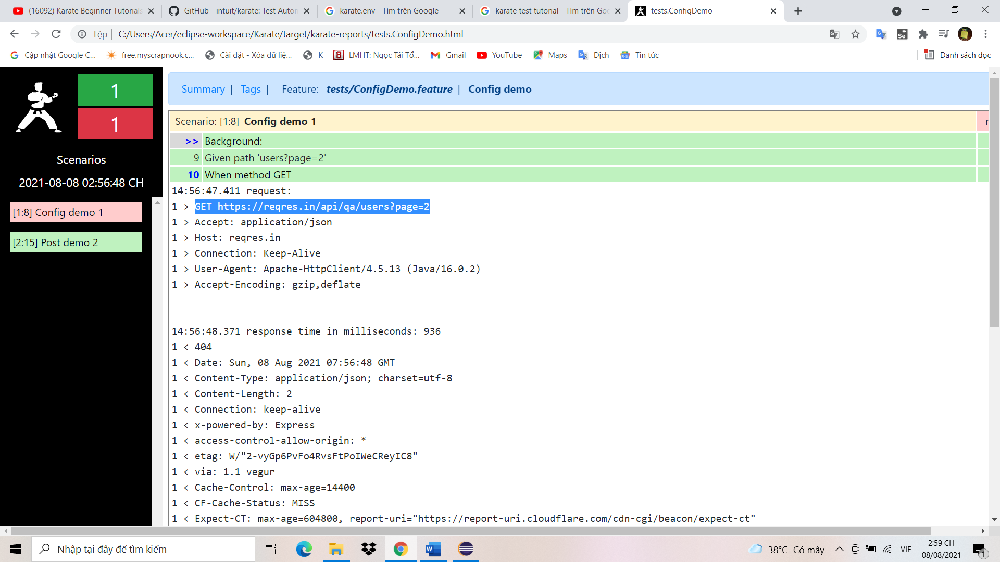 (16092) Karate Beginner Tutorials
GitHub - intuit/karate: Test Auton
karate.env - Tìm trên Google
karate test tutorial - Tìm trên Goo
tests.ConfigDemo
Tệp
C:/Users/Acer/eclipse-workspace/Karate/target/karate-reports/tests.ConfigDemo.html
Se
Cập nhật Google C...
free.myscrapnook.c...
Cài đặt - Xóa dữ liệ...
K
8
LMHT: Ngọc Tái Tổ...
Gmail
YouTube
Maps
Dịch
Tin tức
Danh sách đọc
1
1
Scenarios
2021-08-08 02:56:48 CH
[1:8] Config demo 1
[2:15] Post demo 2
Summary | Tags | Feature: tests/ConfigDemo.feature | Config demo
Scenario: [1:8] Config demo 1
>> Background:
9 Given path 'users?page=2'
10 When method GET
14:56:47.411 request:
1 > GET https://reqres.in/api/qa/users?page=2
1 > Accept: application/json
1 > Host: reqres.in
1 > Connection: Keep-Alive
1 > User-Agent: Apache-HttpClient/4.5.13 (Java/16.0.2)
1 > Accept-Encoding: gzip,deflate
14:56:48.371 response time in milliseconds: 936
1 < 404
1 < Date: Sun, 08 Aug 2021 07:56:48 GMT
1 < Content-Type: application/json; charset=utf-8
1 < Content-Length: 2
1 < Connection: keep-alive
1 < x-powered-by: Express
1 < access-control-allow-origin: *
1 < etag: W/"2-vyGp6PvFo4RvsFtPoIWeCReyIC8"
1 < via: 1.1 vegur
1 < Cache-Control: max-age=14400
1 < CF-Cache-Status: MISS
1 < Expect-CT: max-age=604800, report-uri="https://report-uri.cloudflare.com/cdn-cgi/beacon/expect-ct"
Nhập tại đây để tìm kiếm
38°C Có mây
VIE
2:59 CH
08/08/2021
1